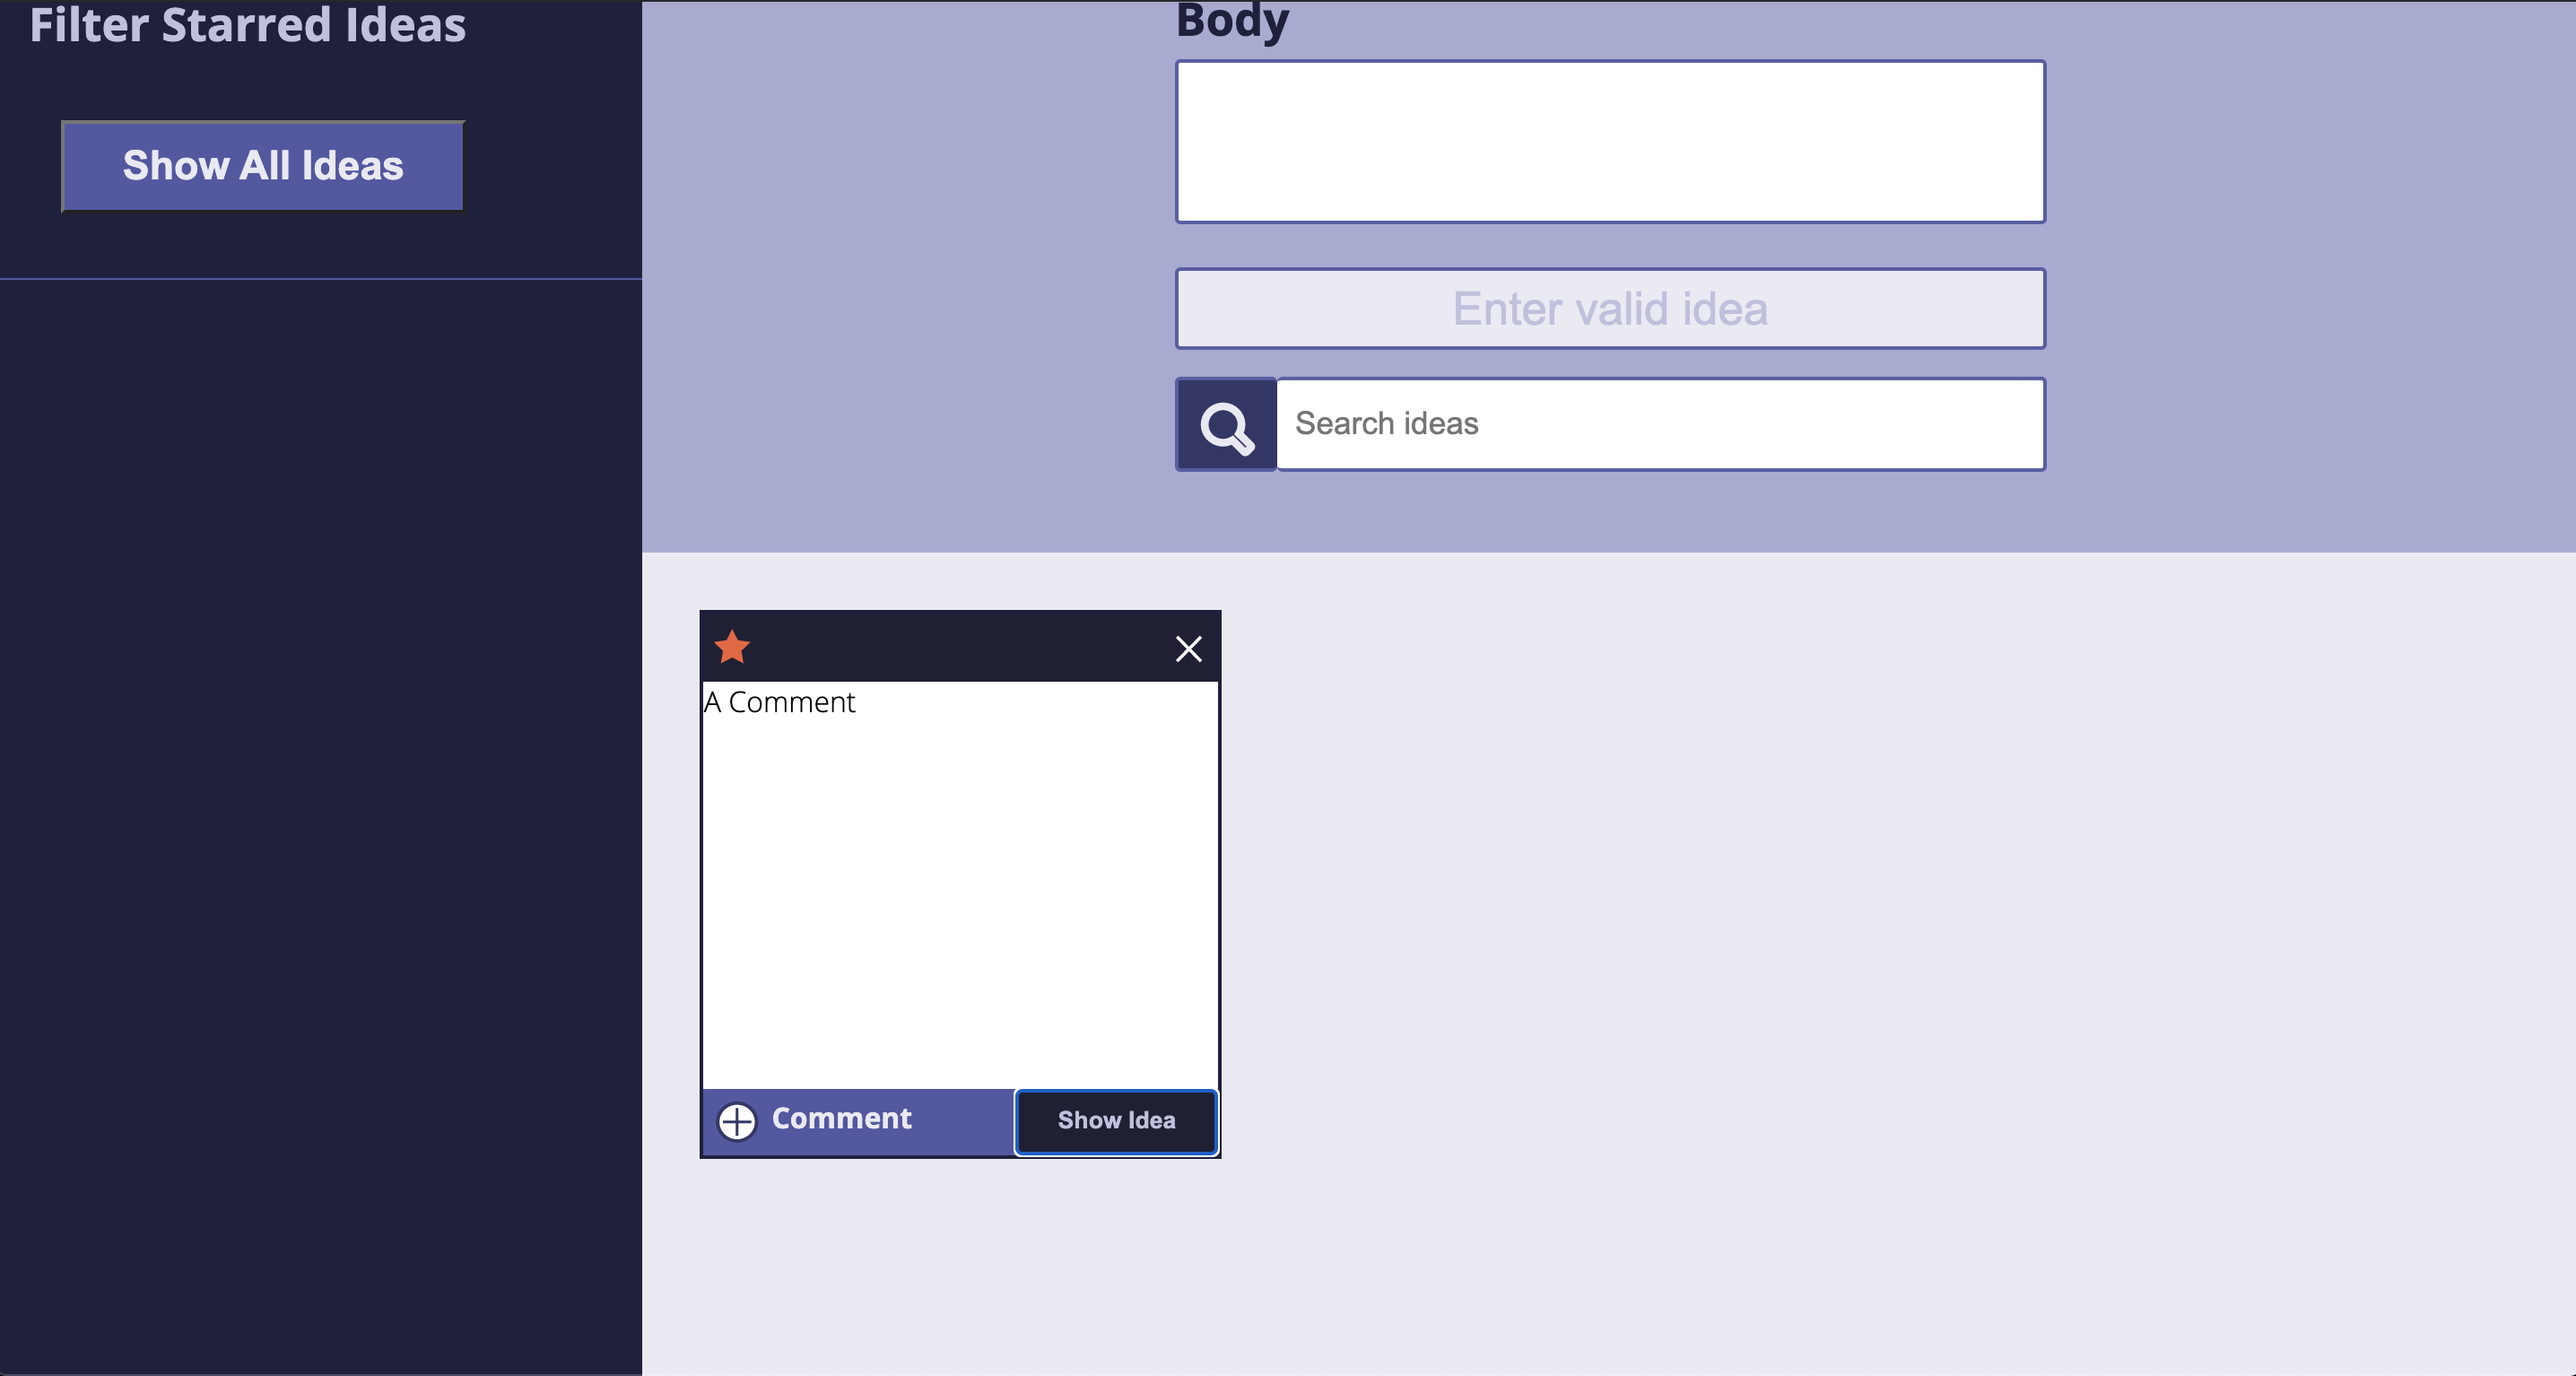 Filter Starred Ideas
Show All Ideas
Body
Enter valid idea
Search ideas
A Comment
Comment
Show Idea